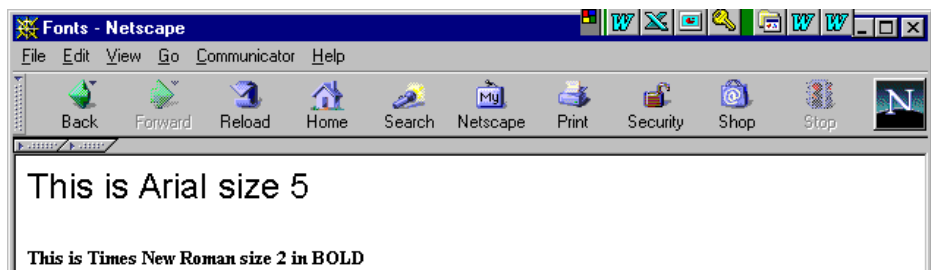 Fonts - Netscape
File Edit View Go Communicator Help
Back Forward Reload Home Search My Netscape Print Security Shop Stop N
This is Arial size 5
This is Times New Roman size 2 in BOLD